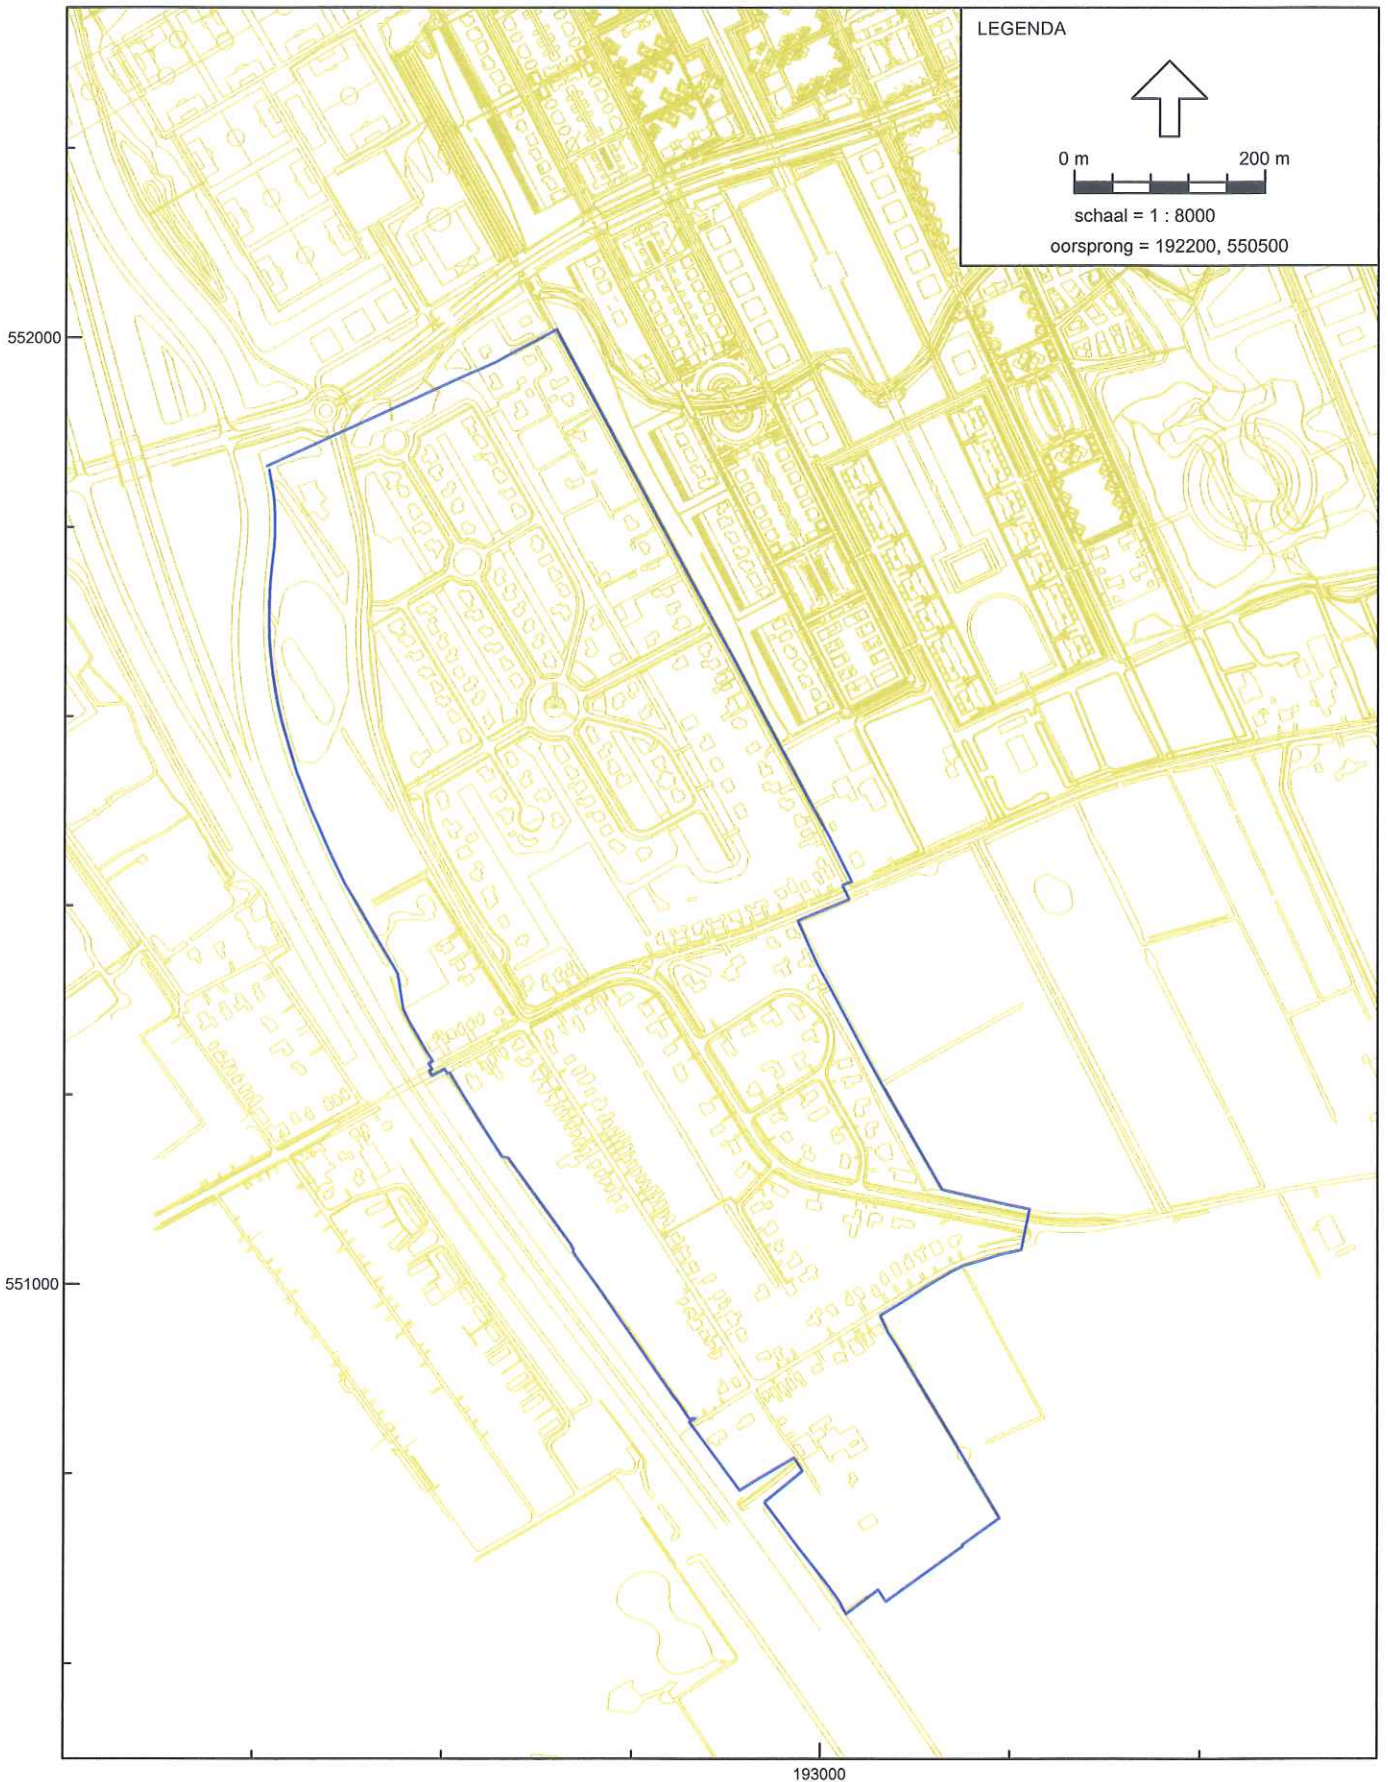 LEGENDA
0 m 200 m
schaal = 1 : 8000
oorsprong = 192200, 550500
552000
551000
193000